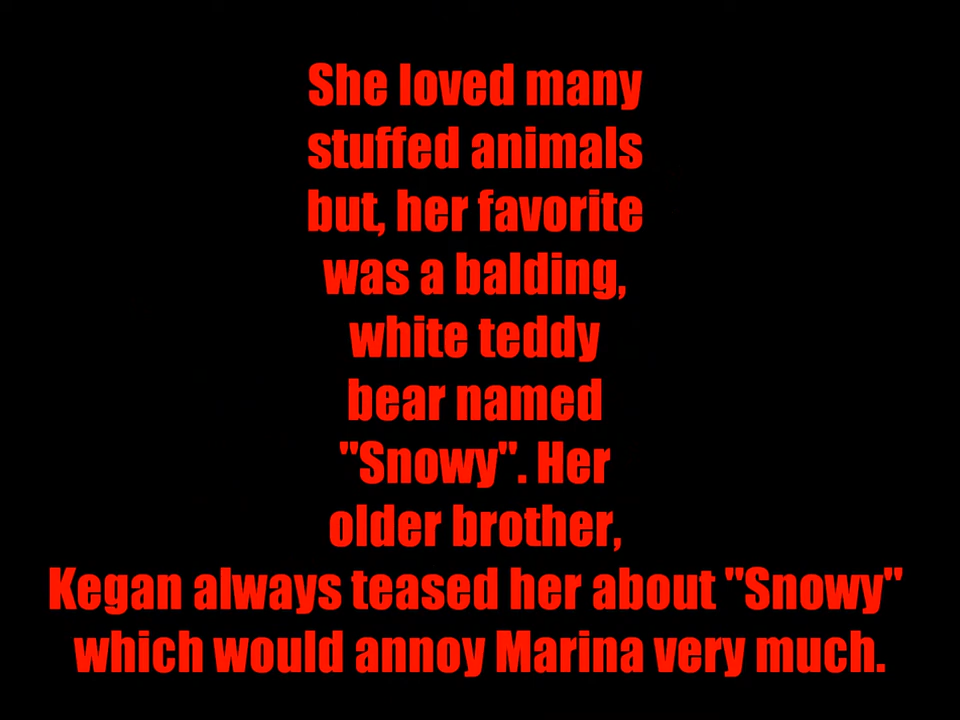 She loved many
stuffed animals
but, her favorite
was a balding,
white teddy
bear named
"Snowy". Her
older brother,
Kegan always teased her about "Snowy"
which would annoy Marina very much.